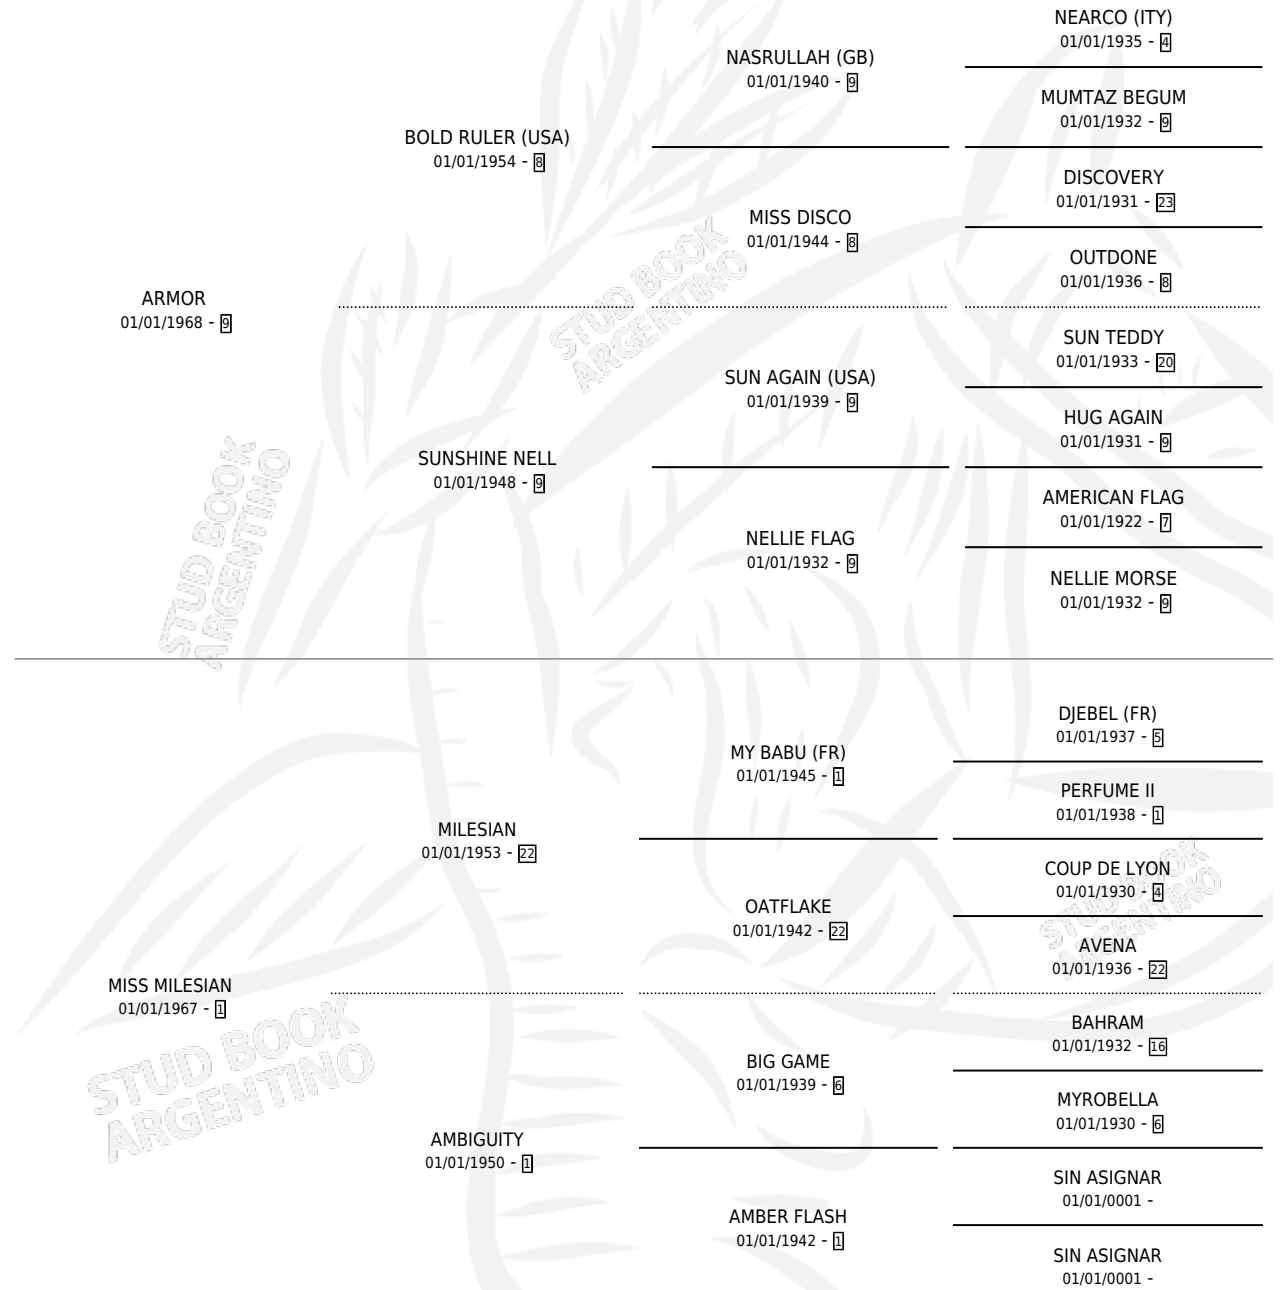 NEARCO (ITY)
01/01/1935 - 4
NASRULLAH (GB)
01/01/1940 - 9
MUMTAZ BEGUM
01/01/1932 - 9
BOLD RULER (USA)
01/01/1954 - 8
DISCOVERY
01/01/1931 - 23
MISS DISCO
01/01/1944 - 8
OUTDONE
01/01/1936 - 8
ARMOR
01/01/1968 - 9
SUN TEDDY
01/01/1933 - 20
SUN AGAIN (USA)
01/01/1939 - 9
HUG AGAIN
01/01/1931 - 9
SUNSHINE NELL
01/01/1948 - 9
AMERICAN FLAG
01/01/1922 - 7
NELLIE FLAG
01/01/1932 - 9
NELLIE MORSE
01/01/1932 - 9
DJEBEL (FR)
01/01/1937 - 5
MY BABU (FR)
01/01/1945 - 1
PERFUME II
01/01/1938 - 1
MILESIAN
01/01/1953 - 22
COUP DE LYON
01/01/1930 - 4
OATFLAKE
01/01/1942 - 22
AVENA
01/01/1936 - 22
MISS MILESIAN
01/01/1967 - 1
BAHRAM
01/01/1932 - 16
BIG GAME
01/01/1939 - 6
MYROBELLA
01/01/1930 - 6
AMBIGUITY
01/01/1950 - 1
SIN ASIGNAR
01/01/0001 -
AMBER FLASH
01/01/1942 - 1
SIN ASIGNAR
01/01/0001 -
STUD BOOK
ARGENTINO
STUD BOOK
ARGENTINO
STUD BOOK
ARGENTINO
STUD BOOK
ARGENTINO